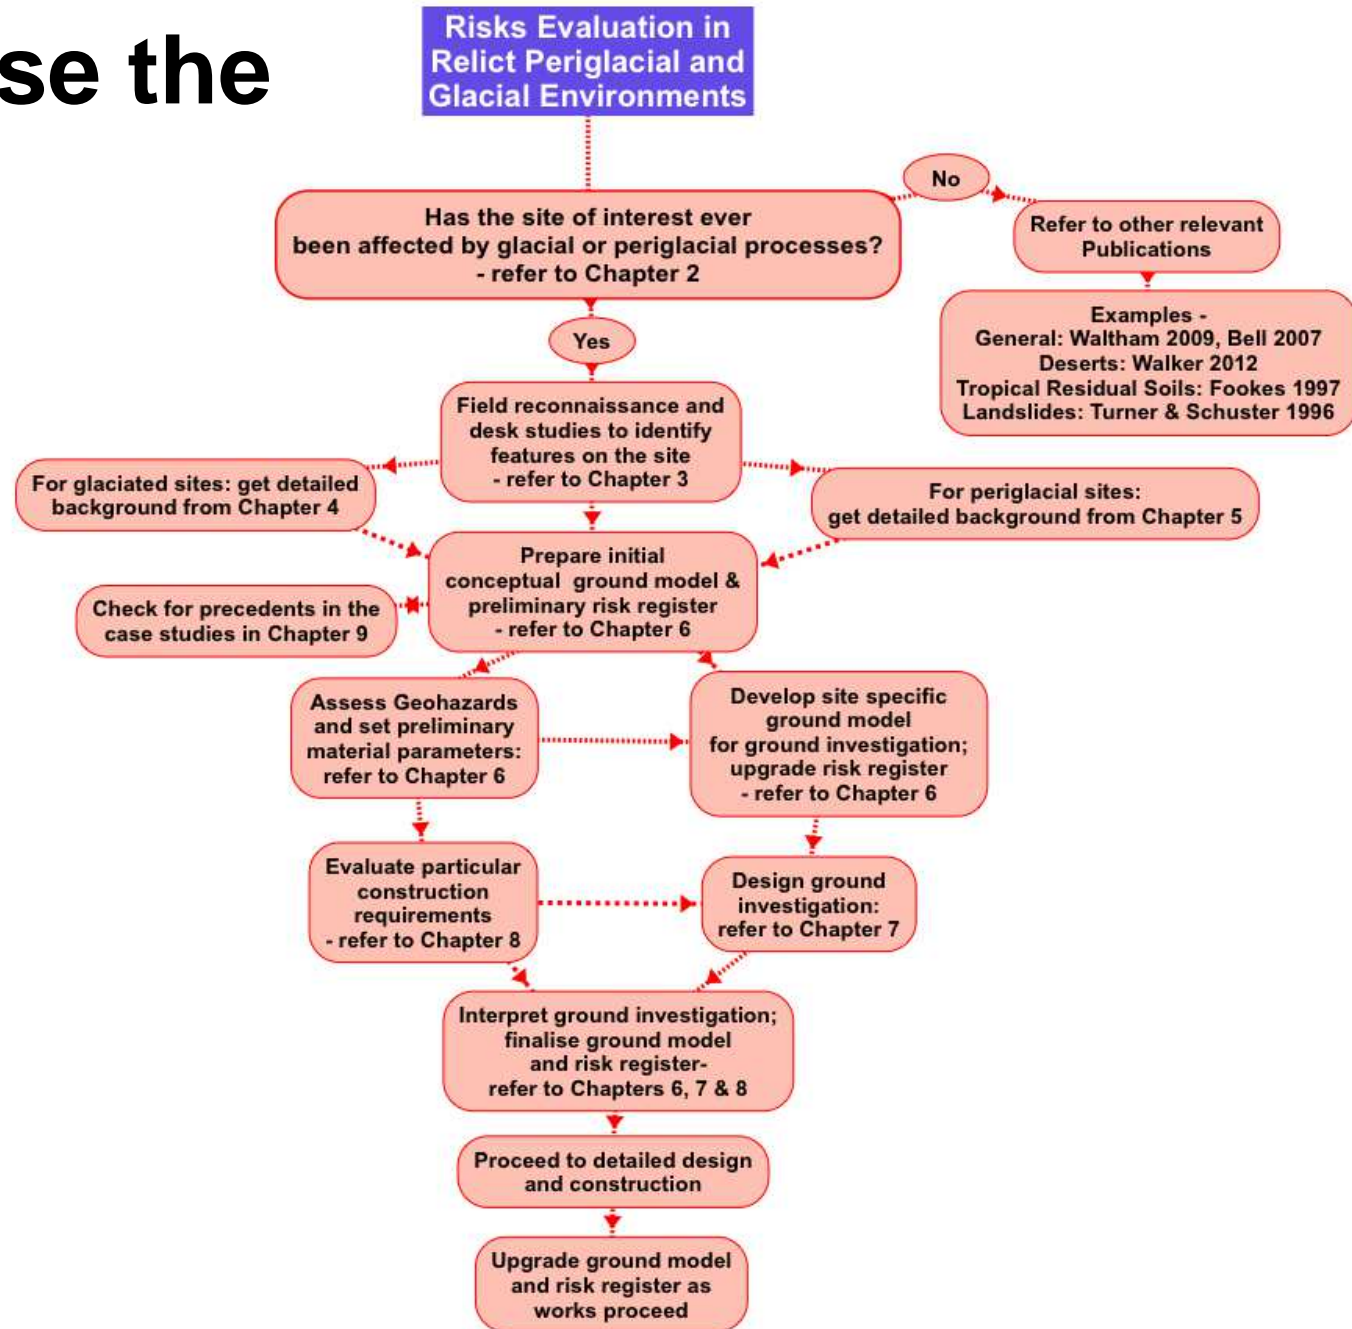 se the
Risks Evaluation in
Relict Periglacial and
Glacial Environments
No
Has the site of interest ever
been affected by glacial or periglacial processes?
- refer to Chapter 2
Refer to other relevant
Publications
Examples -
General: Waltham 2009, Bell 2007
Deserts: Walker 2012
Tropical Residual Soils: Fookes 1997
Landslides: Turner & Schuster 1996
Yes
Field reconnaissance and
desk studies to identify
features on the site
- refer to Chapter 3
For glaciated sites: get detailed
background from Chapter 4
For periglacial sites:
get detailed background from Chapter 5
Prepare initial
conceptual ground model &
preliminary risk register
- refer to Chapter 6
Check for precedents in the
case studies in Chapter 9
Assess Geohazards
and set preliminary
material parameters:
refer to Chapter 6
Develop site specific
ground model
for ground investigation;
upgrade risk register
- refer to Chapter 6
Evaluate particular
construction
requirements
- refer to Chapter 8
Design ground
investigation:
refer to Chapter 7
Interpret ground investigation;
finalise ground model
and risk register-
refer to Chapters 6, 7 & 8
Proceed to detailed design
and construction
Upgrade ground model
and risk register as
works proceed